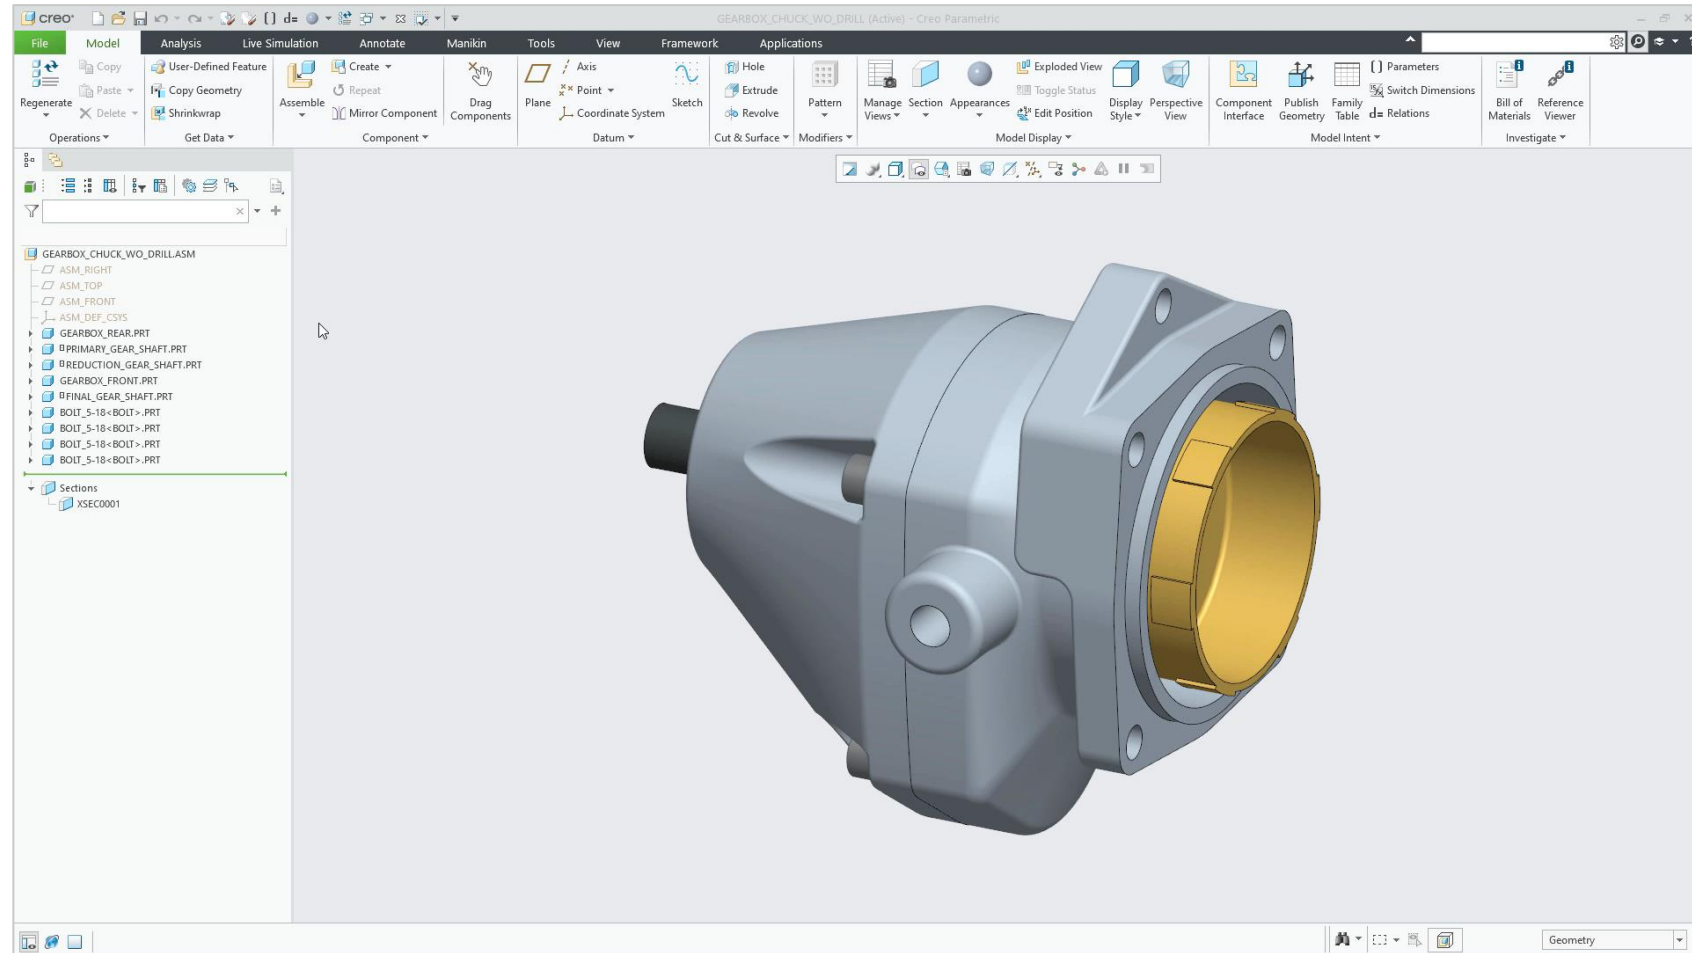 creo·
d=
GEARBOX_CHUCK_WO_DRILL (Active) - Creo Parametric
File Model Analysis Live Simulation Annotate Manikin Tools View Framework Applications
Regenerate
Copy
Paste
Delete
Operations
User-Defined Feature
Copy Geometry
Shrinkwrap
Get Data
Assemble
Create
Repeat
Mirror Component
Drag
Components
Component
Plane
Axis
Point
Coordinate System
Sketch
Datum
Hole
Extrude
Revolve
Cut & Surface
Pattern
Modifiers
Manage
Views
Section
Appearances
Exploded View
Toggle Status
Edit Position
Display
Style
Perspective
View
Model Display
Component
Interface
Publish
Geometry
Family
Table
Parameters
Switch Dimensions
d= Relations
Model Intent
Bill of
Materials
Reference
Viewer
Investigate
GEARBOX_CHUCK_WO_DRILL.ASM
ASM_RIGHT
ASM_TOP
ASM_FRONT
ASM_DEF_CSYS
GEARBOX_REAR.PRT
PRIMARY_GEAR_SHAFT.PRT
REDUCTION_GEAR_SHAFT.PRT
GEARBOX_FRONT.PRT
FINAL_GEAR_SHAFT.PRT
BOLT_5-18<BOLT>.PRT
BOLT_5-18<BOLT>.PRT
BOLT_5-18<BOLT>.PRT
BOLT_5-18<BOLT>.PRT
Sections
XSEC0001
Geometry